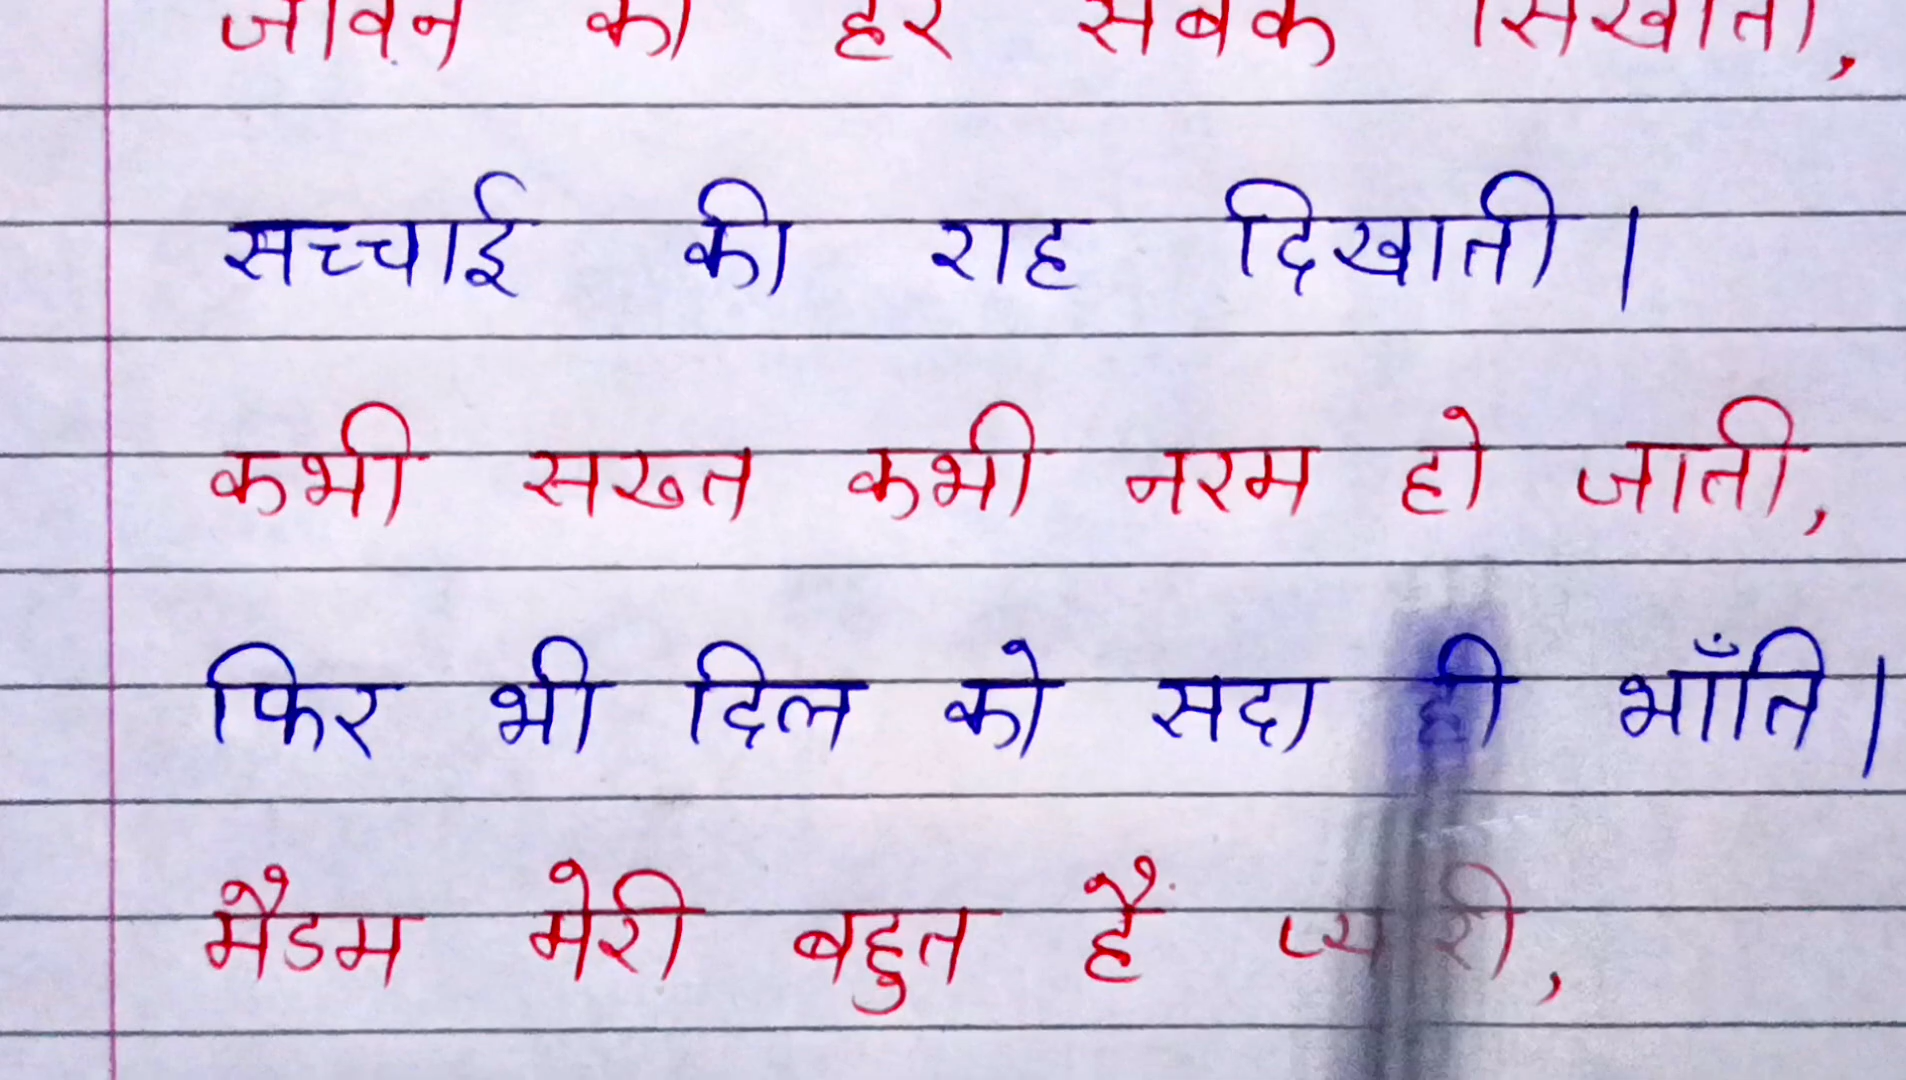 जीवन का हर सबक सिखाती,
सच्चाई की राह दिखाती।
कभी सख्त कभी नरम हो जाती,
फिर भी दिल को सदा ही भाँति।
मैडम मेरी बहुत है प्यारी,